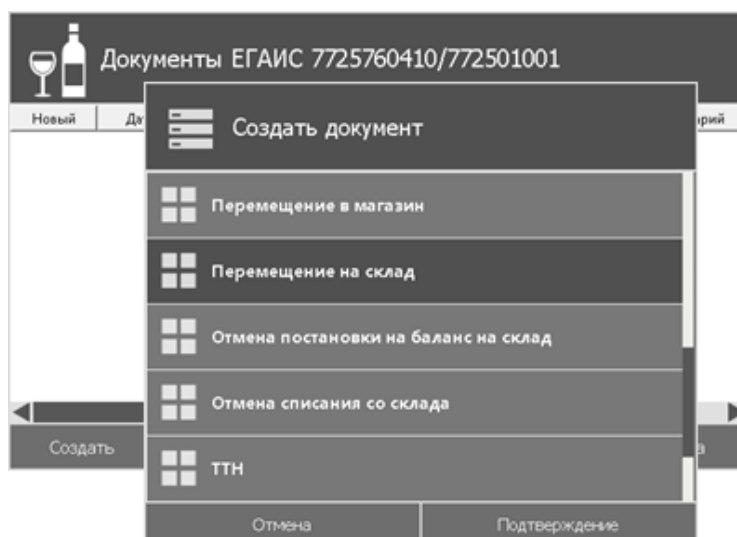 Документы ЕГАИС 7725760410/772501001
Новый
Создать документ
Перемещение в магазин
Перемещение на склад
Отмена постановки на баланс на склад
Отмена списания со склада
ТТН
Создать
Отмена
Подтверждение